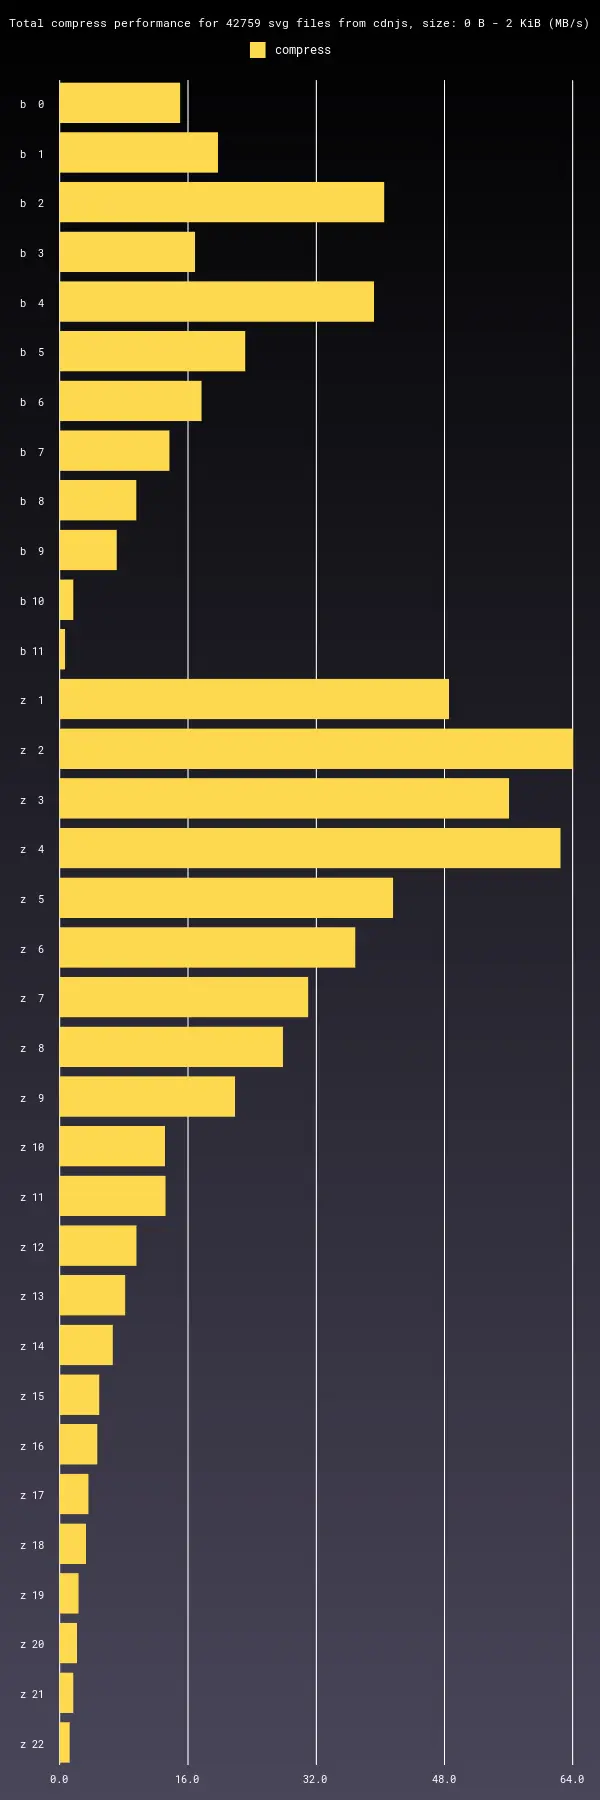 Total compress performance for 42759 svg files from cdnjs, size: 0 B - 2 KiB (MB/s)
compress
b 0
b 1
b 2
b 3
b 4
b 5
b 6
b 7
b 8
b 9
b 10
b 11
z 1
z 2
z 3
z 4
z 5
z 6
z 7
z 8
z 9
z 10
z 11
z 12
z 13
z 14
z 15
z 16
z 17
z 18
z 19
z 20
z 21
z 22
0.0 16.0 32.0 48.0 64.0